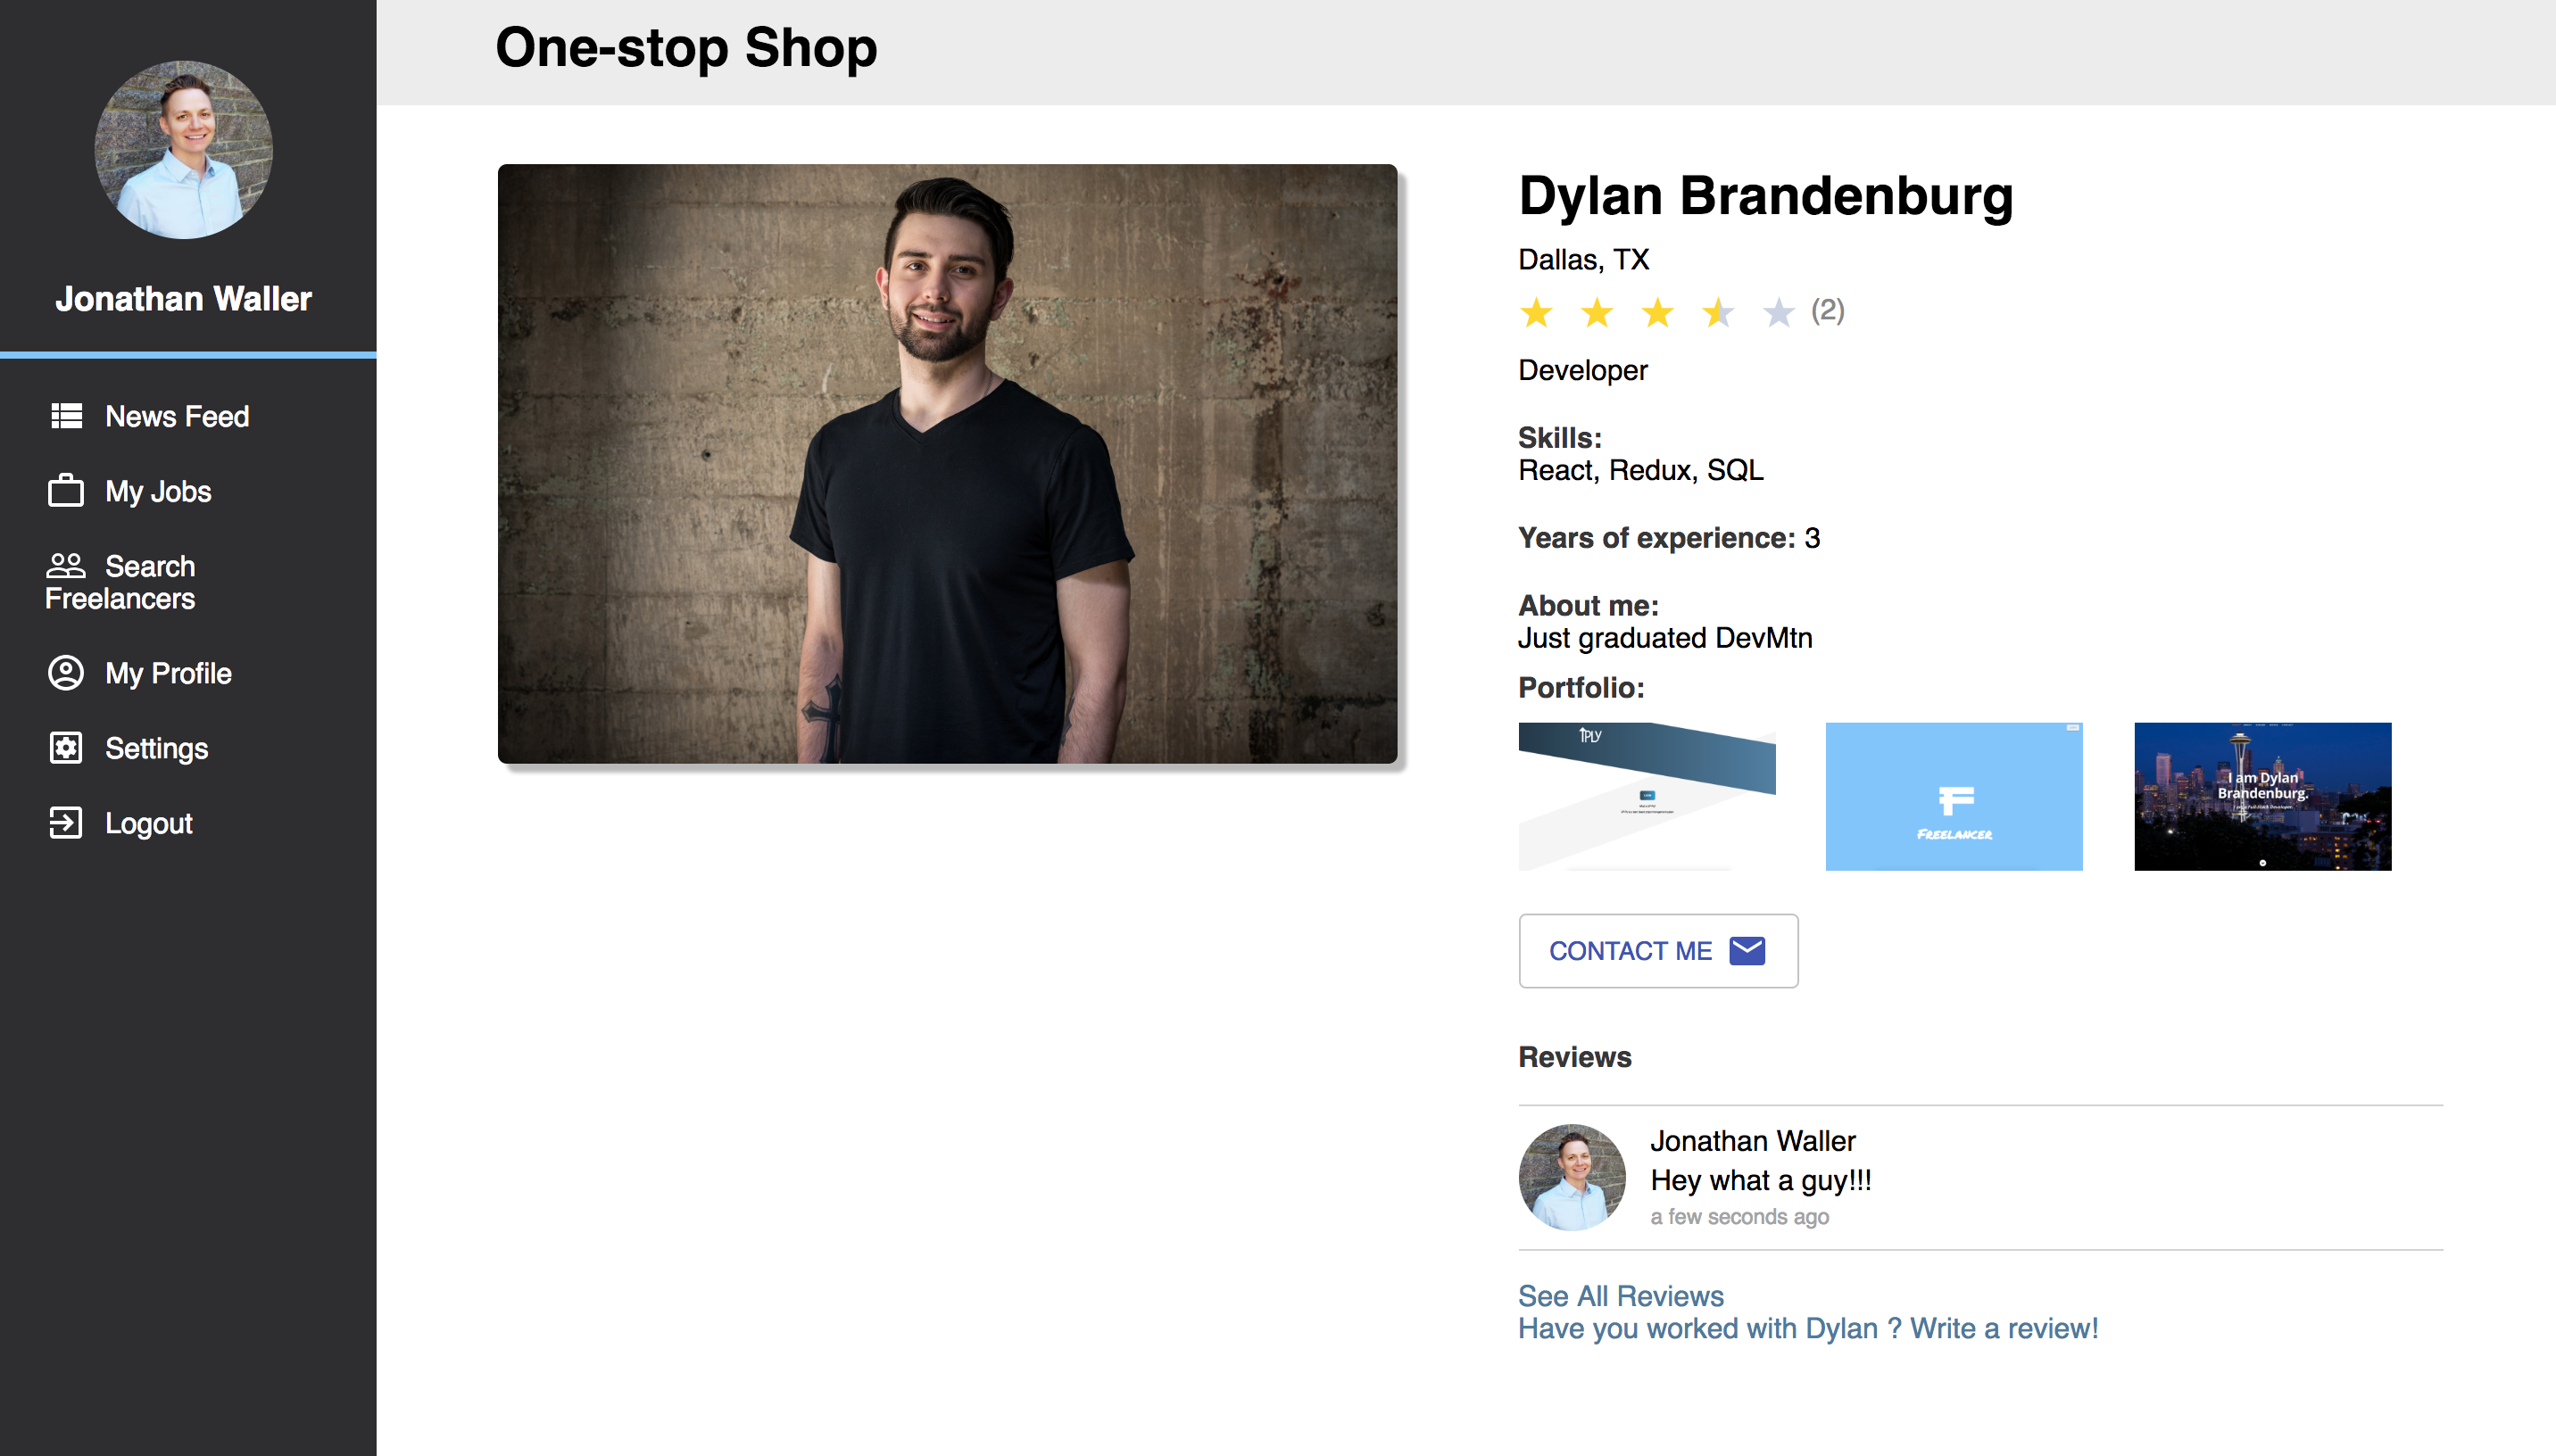 One-stop Shop
Jonathan Waller
News Feed
My Jobs
Search
Freelancers
My Profile
Settings
Logout
Dylan Brandenburg
Dallas, TX
(2)
Developer
Skills:
React, Redux, SQL
Years of experience: 3
About me:
Just graduated DevMtn
Portfolio:
PLY
FREELANCER
I am Dylan
Brandenburg.
CONTACT ME
Reviews
Jonathan Waller
Hey what a guy!!!
a few seconds ago
See All Reviews
Have you worked with Dylan ? Write a review!